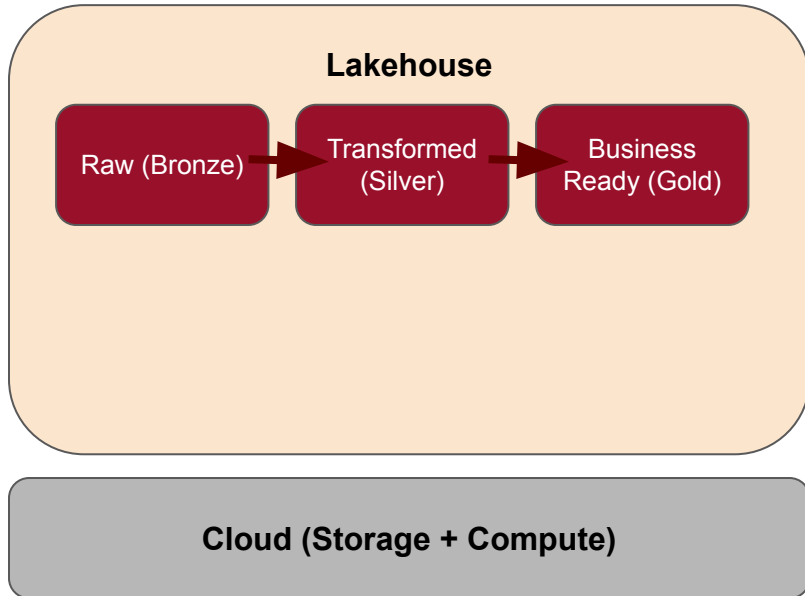 Lakehouse
Raw (Bronze)
Transformed
(Silver)
Business
Ready (Gold)
Cloud (Storage + Compute)